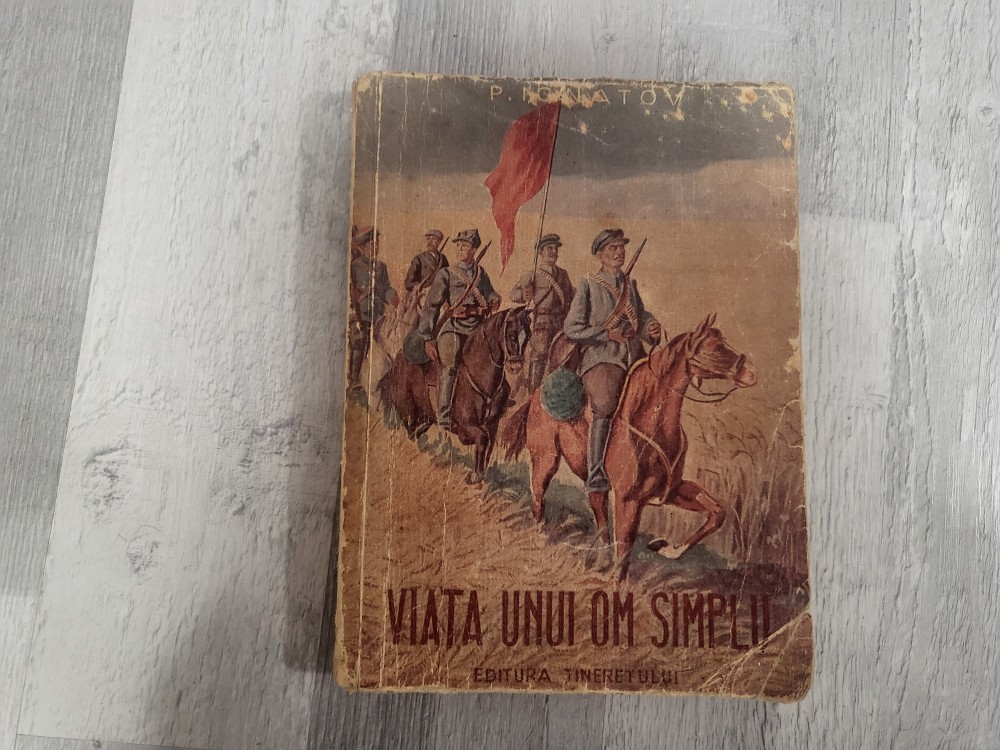 P. IGNATOV
VIAȚA UNUI OM SIMPLU
EDITURA TINERETULUI